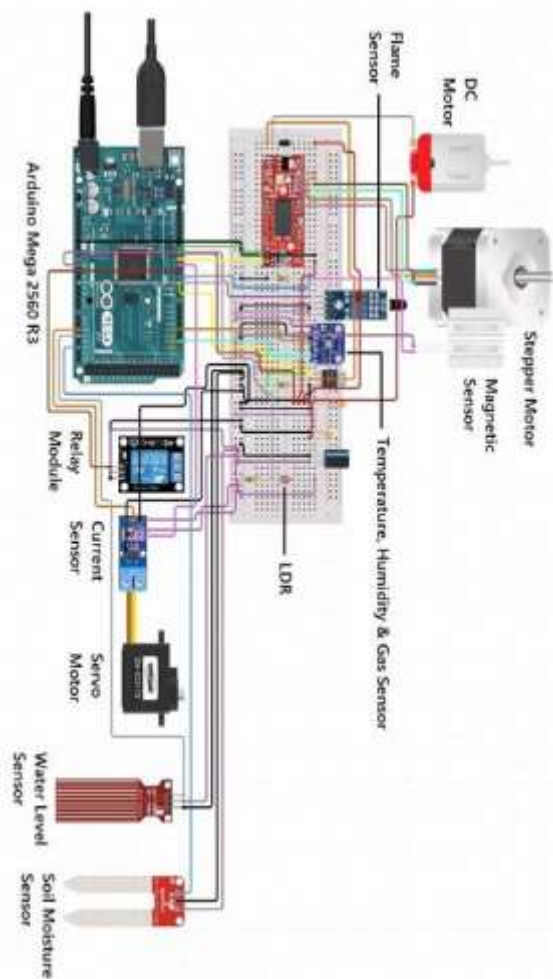 Flame
Sensor
DC
Motor
Stepper Motor
Magnetic
Sensor
Arduino Mega 2560 R3
Temperature, Humidity & Gas Sensor
Relay
Module
Current
Sensor
LDR
Servo
Motor
Water Level
Sensor
Soil Moisture
Sensor